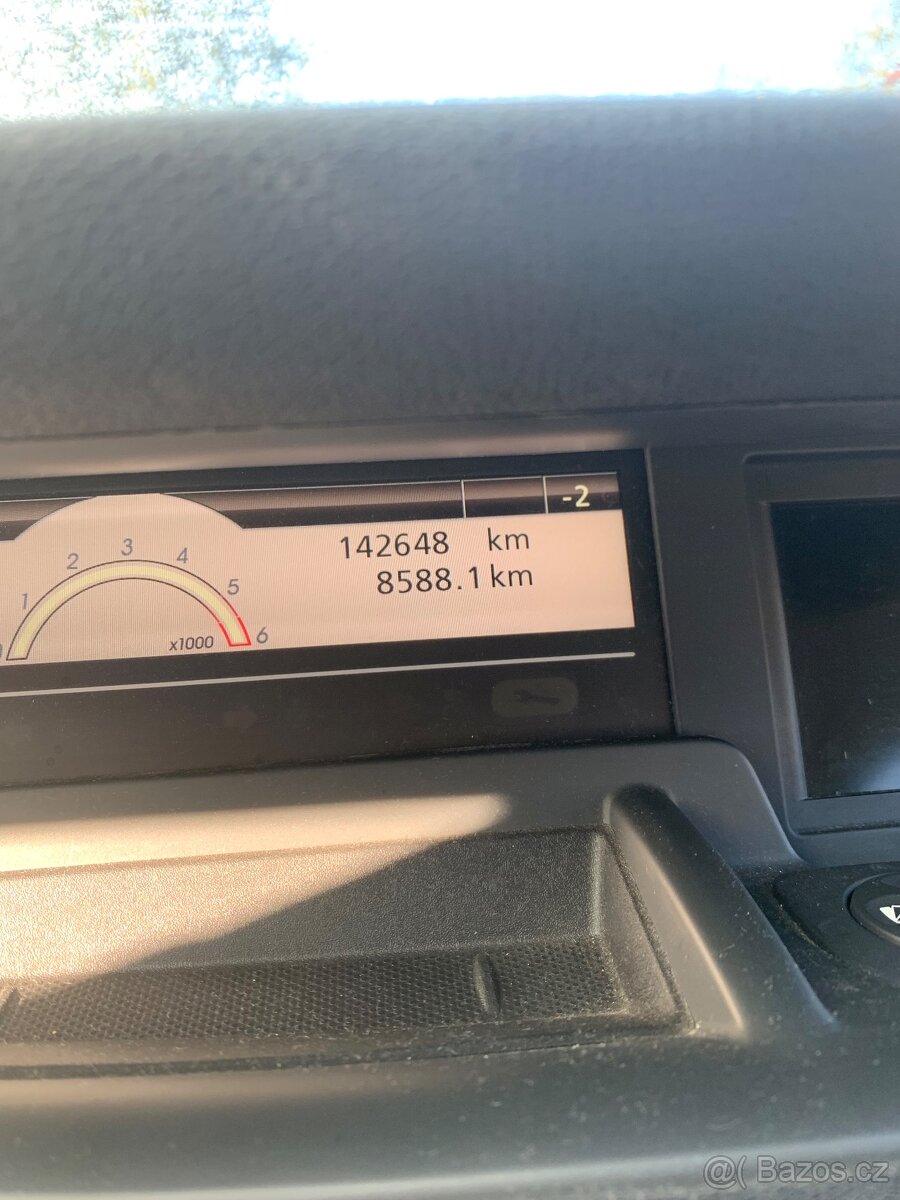 -2
142648 km
8588.1 km
1 2 3 4 5 6
x1000
@( Bazos.cz